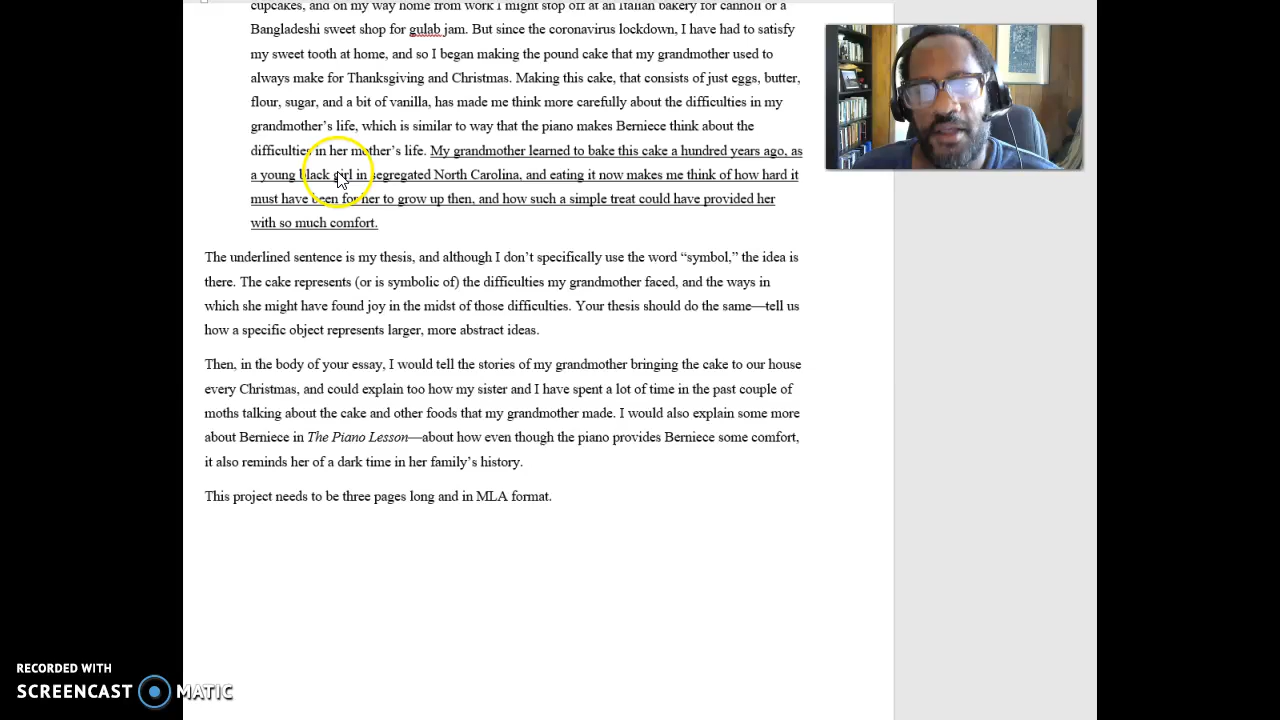 cupcakes, and on my way home from work I might stop off at an Italian bakery for cannoli or a
Bangladeshi sweet shop for gulab jam. But since the coronavirus lockdown, I have had to satisfy
my sweet tooth at home, and so I began making the pound cake that my grandmother used to
always make for Thanksgiving and Christmas. Making this cake, that consists of just eggs, butter,
flour, sugar, and a bit of vanilla, has made me think more carefully about the difficulties in my
grandmother’s life, which is similar to way that the piano makes Berniece think about the
difficulties in her mother’s life. My grandmother learned to bake this cake a hundred years ago, as
a young black girl in segregated North Carolina, and eating it now makes me think of how hard it
must have been for her to grow up then, and how such a simple treat could have provided her
with so much comfort.
The underlined sentence is my thesis, and although I don’t specifically use the word “symbol,” the idea is
there. The cake represents (or is symbolic of) the difficulties my grandmother faced, and the ways in
which she might have found joy in the midst of those difficulties. Your thesis should do the same—tell us
how a specific object represents larger, more abstract ideas.
Then, in the body of your essay, I would tell the stories of my grandmother bringing the cake to our house
every Christmas, and could explain too how my sister and I have spent a lot of time in the past couple of
moths talking about the cake and other foods that my grandmother made. I would also explain some more
about Berniece in The Piano Lesson—about how even though the piano provides Berniece some comfort,
it also reminds her of a dark time in her family’s history.
This project needs to be three pages long and in MLA format.
RECORDED WITH
SCREENCAST MATIC